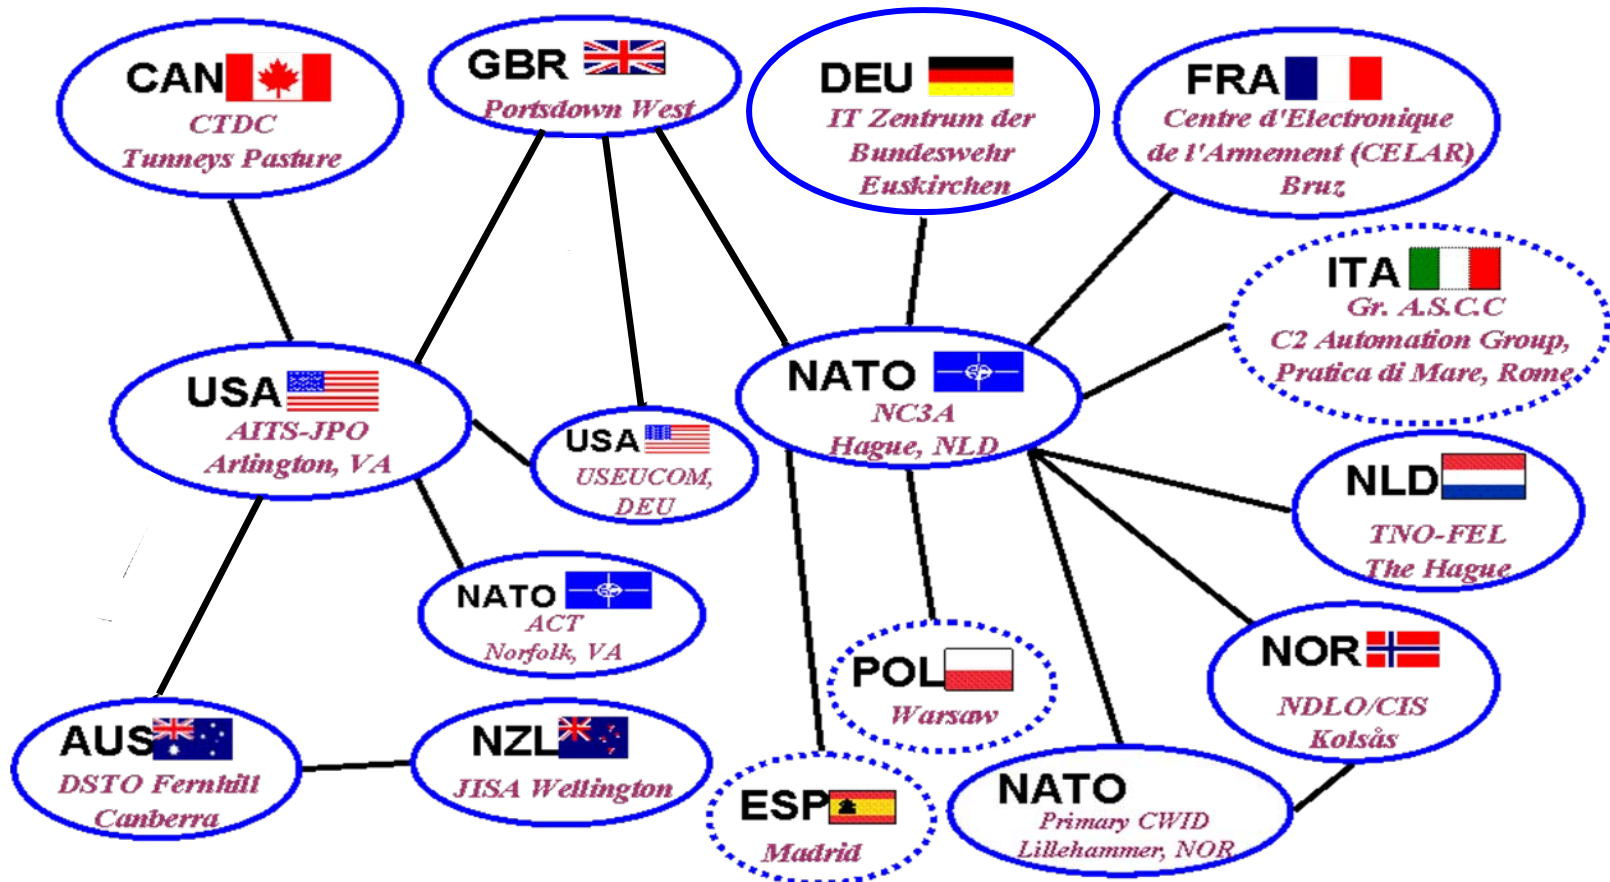 CAN
CTDC
Tunneys Pasture
GBR
Portsdown West
DEU
IT Zentrum der
Bundeswehr
Euskirchen
FRA
Centre d'Electronique
de l'Armement (CELAR)
Bruz
ITA
Gr. A.S.C.C
C2 Automation Group,
Pratica di Mare, Rome
USA
AITS-JPO
Arlington, VA
USA
USEUCOM,
DEU
NATO
NC3A
Hague, NLD
NLD
TNO-FEL
The Hague
NATO
ACT
Norfolk, VA
POL
Warsaw
NOR
NDLO/CIS
Kolsås
AUS
DSTO Fernhill
Canberra
NZL
JISA Wellington
ESP
Madrid
NATO
Primary CWID
Lillehammer, NOR